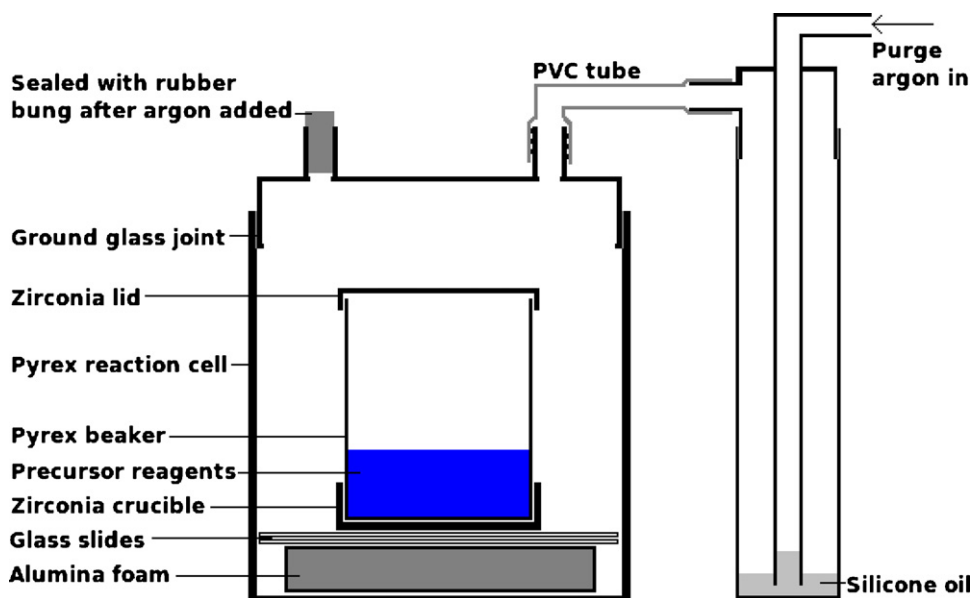 Sealed with rubber
bung after argon added
PVC tube
Purge
argon in
Ground glass joint
Zirconia lid
Pyrex reaction cell
Pyrex beaker
Precursor reagents
Zirconia crucible
Glass slides
Alumina foam
Silicone oil